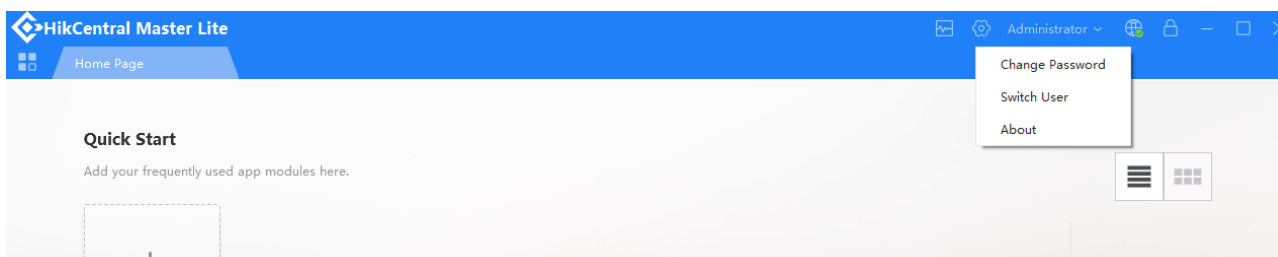 HikCentral Master Lite
Administrator
Home Page
Change Password
Switch User
About
Quick Start
Add your frequently used app modules here.